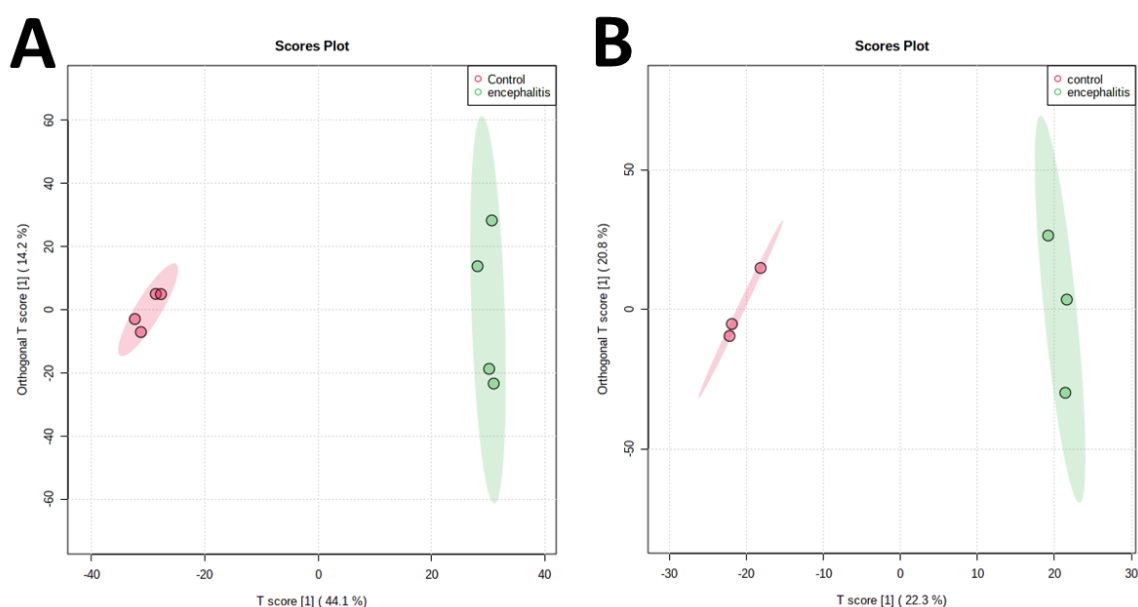 A
Scores Plot
Control
encephalitis
Orthogonal T score [1] ( 14.2 %)
60
40
20
0
-20
-40
-60
-40
-20
0
20
40
T score [1] ( 44.1 %)
B
Scores Plot
control
encephalitis
Orthogonal T score [1] ( 20.8 %)
50
0
-50
-30
-20
-10
0
10
20
30
T score [1] ( 22.3 %)